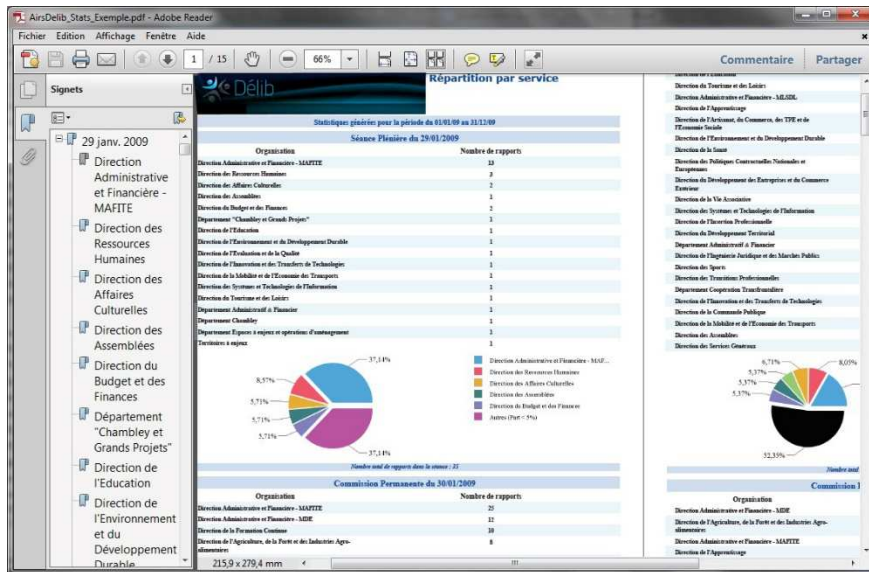 AirsDelib_Stats_Exemple.pdf - Adobe Reader
Fichier Edition Affichage Fenêtre Aide
1 / 15 66% Commentaire Partager
Signets
29 janv. 2009
Direction
Administrative
et Financière -
MAFITE
Direction des
Ressources
Humaines
Direction des
Affaires
Culturelles
Direction des
Assemblées
Direction du
Budget et des
Finances
Département
"Chambley et
Grands Projets"
Direction de
l'Education
Direction de
l'Environnement
et du
Développement
Durable
Délib
Répartition par service
Statistiques générées pour la période du 01/01/09 au 31/12/09
Séance Plénière du 29/01/2009
Organisation Nombre de rapports
Direction Administrative et Financière - MAFITE 13
Direction des Ressources Humaines 3
Direction des Affaires Culturelles 2
Direction des Assemblées
Direction du Budget et des Finances 2
Département "Chambley et Grands Projets" 1
Direction de l'Education 1
Direction de l'Environnement et du Développement Durable 1
Direction de l'Evaluation et de la Qualité 1
Direction de l'Innovation et des Transferts de Technologies 1
Direction de la Mobilité et de l'Economie des Transports 1
Direction des Systèmes et Technologies de l'Information 1
Direction du Tourisme et des Loisirs 1
Département Administratif & Financier 1
Département Chambley 1
Département Espaces à enjeux et opérations d'aménagement 1
Territoires à enjeux 1
37,14%
8,57%
5,71%
5,71%
5,71%
37,14%
Direction Administrative et Financière - MAF...
Direction des Ressources Humaines
Direction des Affaires Culturelles
Direction des Assemblées
Direction du Budget et des Finances
Autres (Part < 5%)
Nombre total de rapports dans la séance : 35
Commission Permanente du 30/01/2009
Organisation Nombre de rapports
Direction Administrative et Financière - MAFITE 25
Direction Administrative et Financière - MDE 12
Direction de la Formation Continue 10
Direction de l'Agriculture, de la Forêt et des Industries Agro-
alimentaires 8
215,9 x 279,4 mm
Direction de l'Education
Direction du Tourisme et des Loisirs
Direction Administrative et Financière - MLSDL
Direction de l'Apprentissage
Direction de l'Artisanat, du Commerce, des TPE et de
l'Economie Sociale
Direction de l'Environnement et du Développement Durable
Direction de la Santé
Direction des Politiques Contractuelles Nationales et
Européennes
Direction du Développement des Entreprises et du Commerce
Extérieur
Direction de la Vie Associative
Direction des Systèmes et Technologies de l'Information
Direction de l'Insertion Professionnelle
Direction du Développement Territorial
Département Administratif & Financier
Direction de l'Ingénierie Juridique et des Marchés Publics
Direction des Sports
Direction des Transitions Professionnelles
Département Coopération Transfrontalière
Direction de l'Innovation et des Transferts de Technologies
Direction de la Commande Publique
Direction de la Mobilité et de l'Economie des Transports
Direction des Assemblées
Direction des Services Généraux
6,71%
8,05%
5,37%
5,37%
5,37%
Nombre total
Commission
Organisation
Direction Administrative et Financière - MDE
Direction de l'Agriculture, de la Forêt et des Industries Agro-
alimentaires
Direction Administrative et Financière - MAFITE
Direction de l'Apprentissage